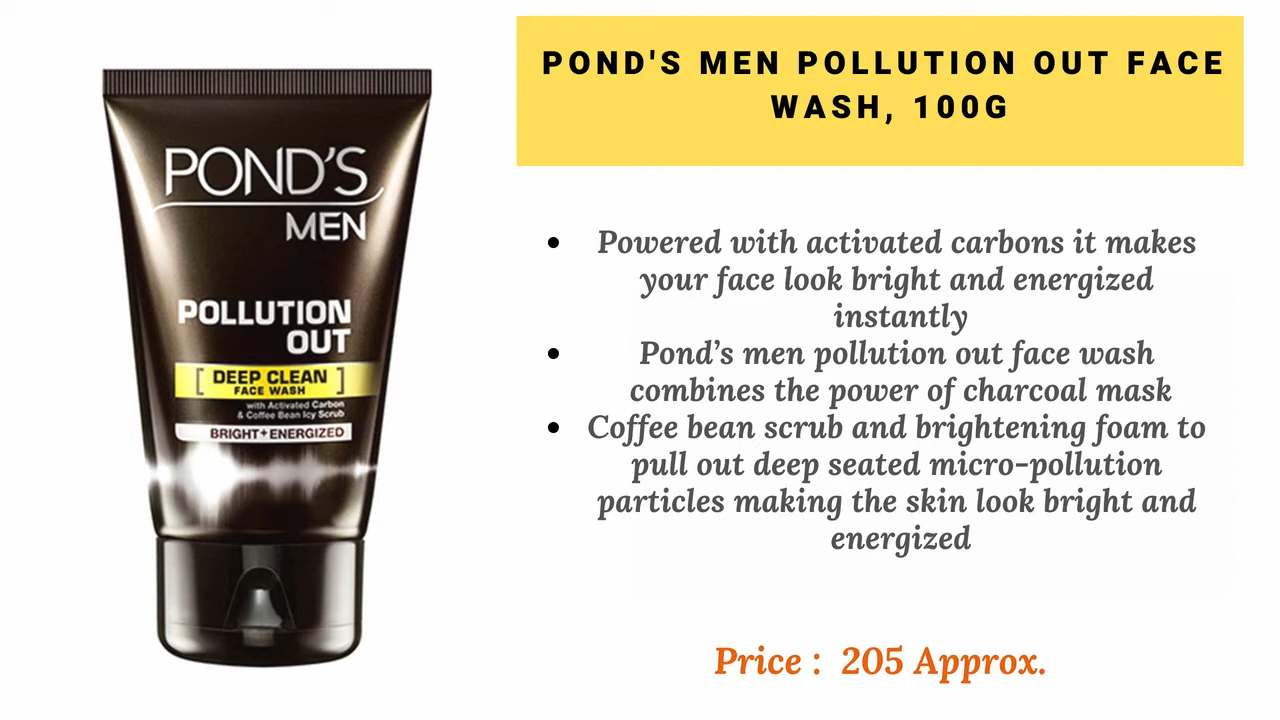 POND'S
MEN
POLLUTION
OUT
[ DEEP CLEAN ]
FACE WASH
with Activated Carbon
& Coffee Bean Icy Scrub
BRIGHT+ENERGIZED
POND'S MEN POLLUTION OUT FACE
WASH, 100G
• Powered with activated carbons it makes
your face look bright and energized
instantly
• Pond’s men pollution out face wash
combines the power of charcoal mask
• Coffee bean scrub and brightening foam to
pull out deep seated micro-pollution
particles making the skin look bright and
energized
Price : 205 Approx.